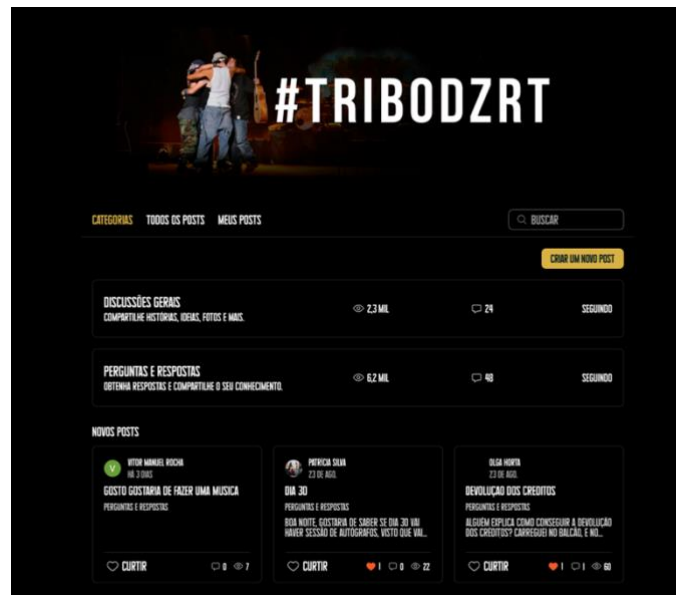 #TRIBODZRT
CATEGORIAS TODOS OS POSTS MEUS POSTS BUSCAR
CRIAR UM NOVO POST
DISCUSSÕES GERAIS
COMPARTILHE HISTÓRIAS, IDEIAS, FOTOS E MAIS.
2,3 MIL 24 SEGUINDO
PERGUNTAS E RESPOSTAS
OBTENHA RESPOSTAS E COMPARTILHE O SEU CONHECIMENTO.
6,2 MIL 48 SEGUINDO
NOVOS POSTS
V
VITOR MANUEL ROCHA
HÁ 3 DIAS
GOSTO GOSTARIA DE FAZER UMA MUSICA
PERGUNTAS E RESPOSTAS
CURTIR 0 7
PATRICIA SILVA
23 DE AGO.
DIA 30
PERGUNTAS E RESPOSTAS
BOA NOITE, GOSTARIA DE SABER SE DIA 30 VAI
HAVER SESSÃO DE AUTÓGRAFOS, VISTO QUE VAI...
CURTIR 1 0 22
OLGA HORTA
23 DE AGO.
DEVOLUÇAO DOS CREDITOS
PERGUNTAS E RESPOSTAS
ALGUÉM EXPLICA COMO CONSEGUIR A DEVOLUÇÃO
DOS CRÉDITOS? CARREGUEI NO BALCÃO, E NO...
CURTIR 1 1 60